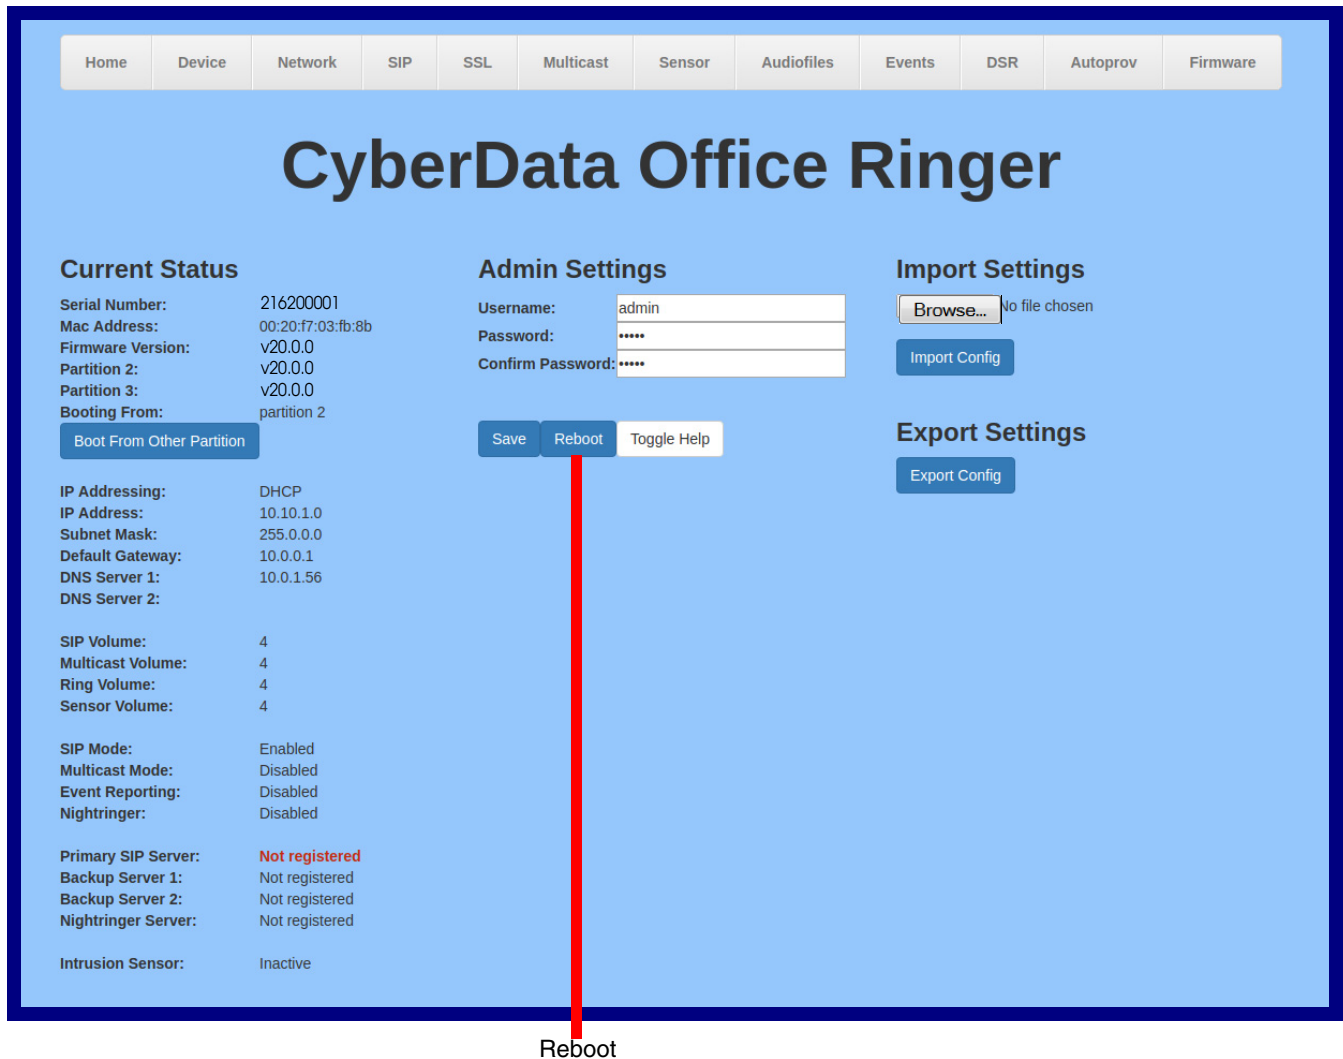 Home Device Network SIP SSL Multicast Sensor Audiofiles Events DSR Autoprov Firmware
CyberData Office Ringer
Current Status
Serial Number: 216200001
Mac Address: 00:20:f7:03:fb:8b
Firmware Version: v20.0.0
Partition 2: v20.0.0
Partition 3: v20.0.0
Booting From: partition 2
Boot From Other Partition
IP Addressing: DHCP
IP Address: 10.10.1.0
Subnet Mask: 255.0.0.0
Default Gateway: 10.0.0.1
DNS Server 1: 10.0.1.56
DNS Server 2:
SIP Volume: 4
Multicast Volume: 4
Ring Volume: 4
Sensor Volume: 4
SIP Mode: Enabled
Multicast Mode: Disabled
Event Reporting: Disabled
Nightringer: Disabled
Primary SIP Server: Not registered
Backup Server 1: Not registered
Backup Server 2: Not registered
Nightringer Server: Not registered
Intrusion Sensor: Inactive
Admin Settings
Username: admin
Password: •••••
Confirm Password: •••••
Save Reboot Toggle Help
Import Settings
Browse... No file chosen
Import Config
Export Settings
Export Config
Reboot